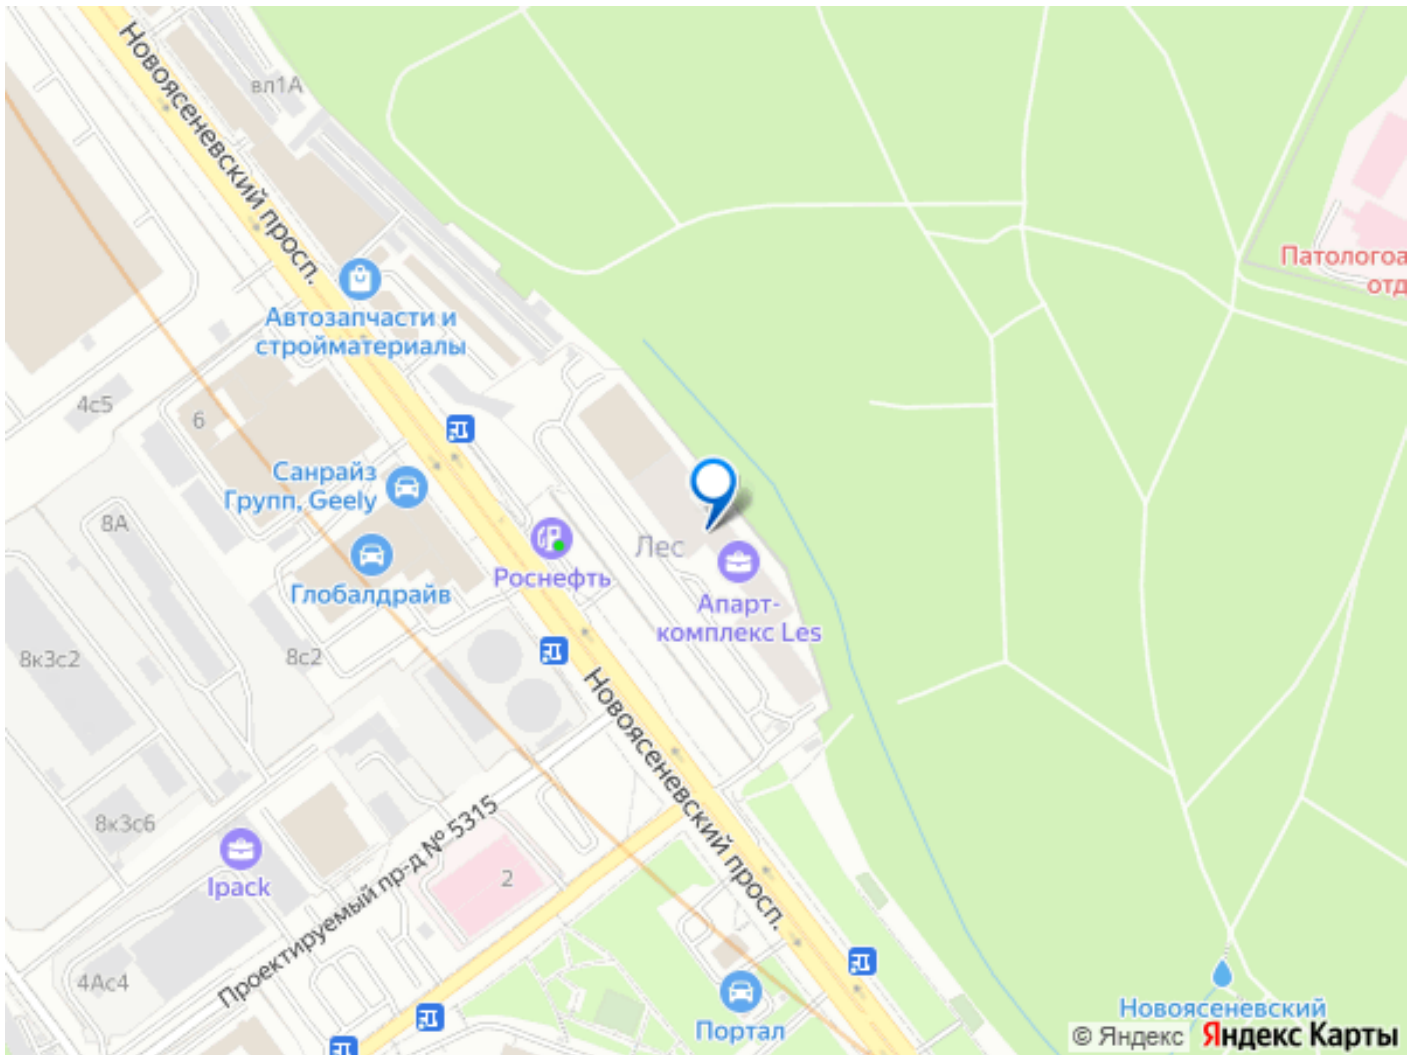 Новоясеневский просп.
вл1А
Патологоа
отд
Автозапчасти и
стройматериалы
4с5
6
Санрайз
Групп, Geely
8А
Лес
Роснефть
Глобалдрайв
Апарт-
комплекс Les
8к3с2
8с2
Новоясеневский просп.
8к3с6
Проектируемый пр-д № 5315
Ipack
2
4Ас4
Портал
Новоясеневский
© Яндекс Яндекс Карты